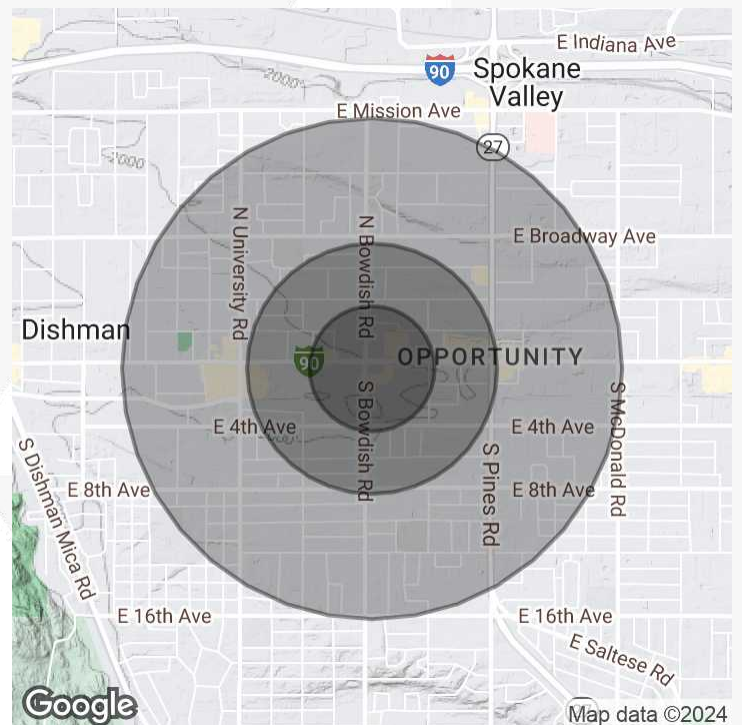 E Indiana Ave
90
Spokane
Valley
2000'
E Mission Ave
27
2000
N University Rd
N Bowdish Rd
E Broadway Ave
Dishman
90
OPPORTUNITY
S Bowdish Rd
S McDonald Rd
E 4th Ave
E 4th Ave
S Dishman Mica Rd
S Pines Rd
E 8th Ave
E 8th Ave
E 16th Ave
E 16th Ave
E Saltese Rd
Google
Map data ©2024